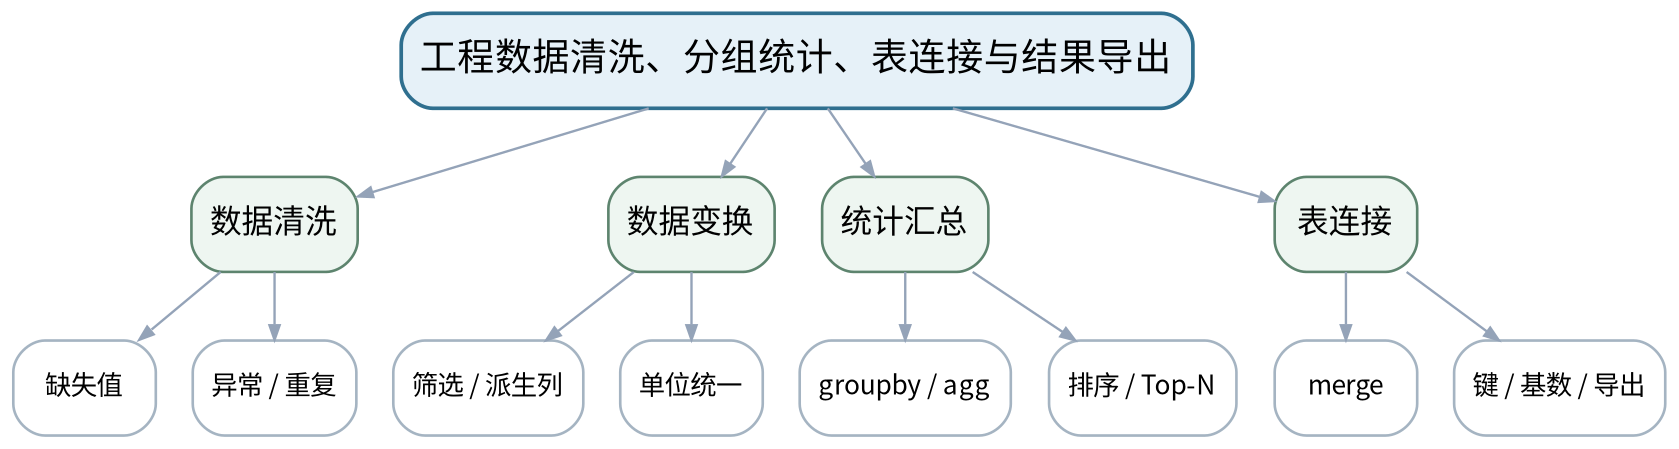 工程数据清洗、分组统计、表连接与结果导出
数据清洗
数据变换
统计汇总
表连接
缺失值
异常 / 重复
筛选 / 派生列
单位统一
groupby / agg
排序 / Top-N
merge
键 / 基数 / 导出